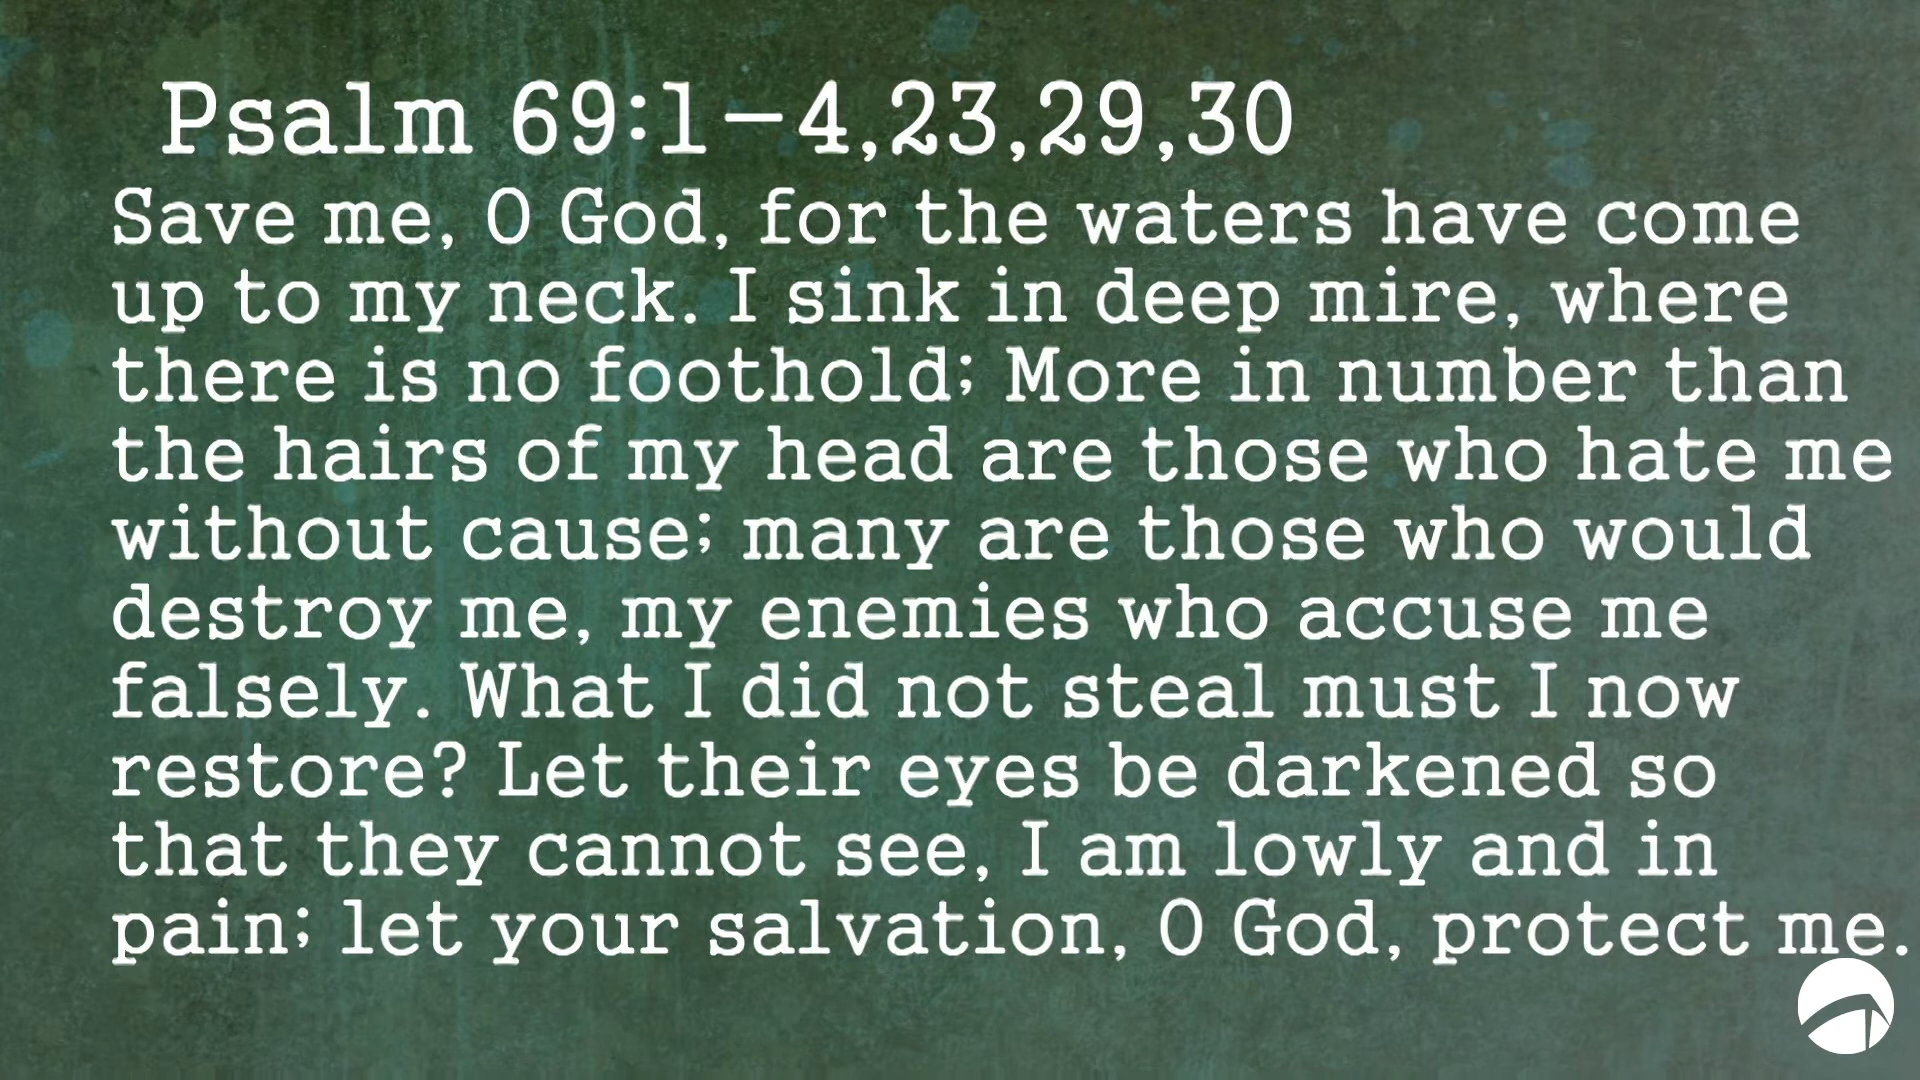 Psalm 69:1–4,23,29,30
Save me, O God, for the waters have come
up to my neck. I sink in deep mire, where
there is no foothold; More in number than
the hairs of my head are those who hate me
without cause; many are those who would
destroy me, my enemies who accuse me
falsely. What I did not steal must I now
restore? Let their eyes be darkened so
that they cannot see, I am lowly and in
pain; let your salvation, O God, protect me.